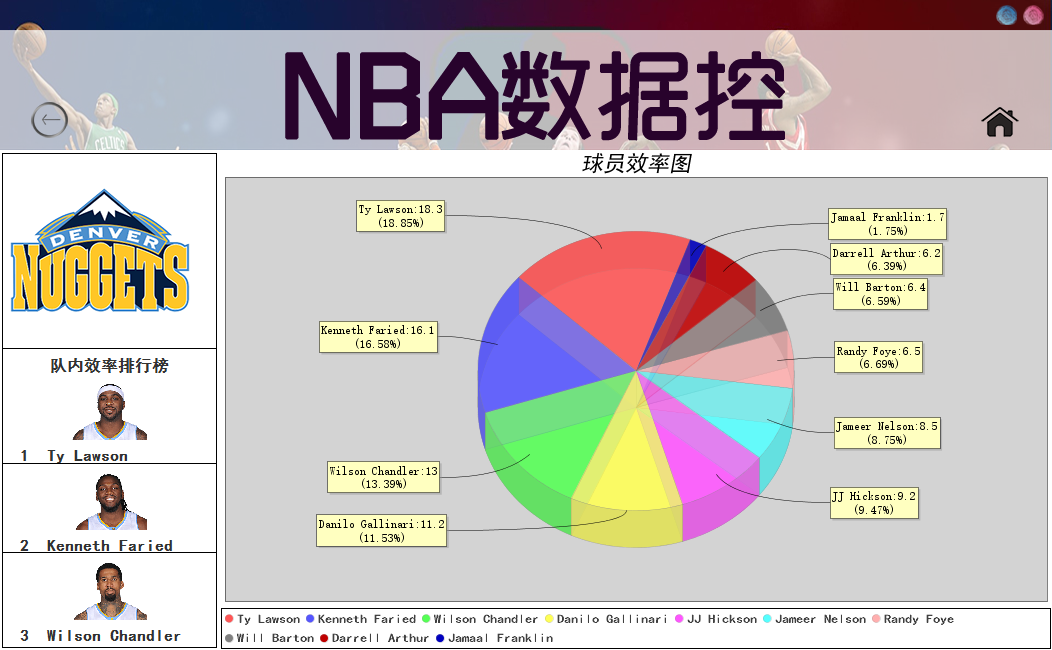 NBA数据控
CELTICS
DENVER
NUGGETS
队内效率排行榜
1 Ty Lawson
2 Kenneth Faried
3 Wilson Chandler
球员效率图
Ty Lawson:18.3
(18.85%)
Kenneth Faried:16.1
(16.58%)
Wilson Chandler:13
(13.39%)
Danilo Gallinari:11.2
(11.53%)
Jamaal Franklin:1.7
(1.75%)
Darrell Arthur:6.2
(6.39%)
Will Barton:6.4
(6.59%)
Randy Foye:6.5
(6.69%)
Jameer Nelson:8.5
(8.75%)
JJ Hickson:9.2
(9.47%)
Ty Lawson Kenneth Faried Wilson Chandler Danilo Gallinari JJ Hickson Jameer Nelson Randy Foye
Will Barton Darrell Arthur Jamaal Franklin